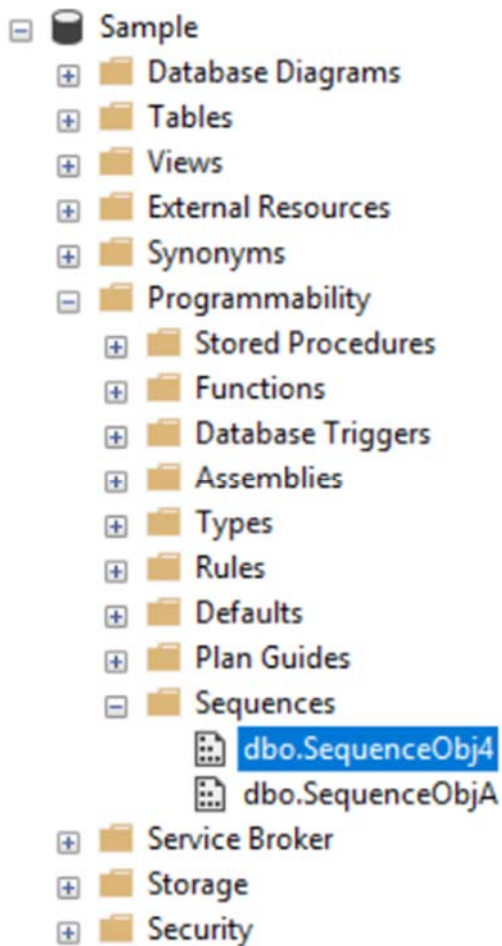 Sample
Database Diagrams
Tables
Views
External Resources
Synonyms
Programmability
Stored Procedures
Functions
Database Triggers
Assemblies
Types
Rules
Defaults
Plan Guides
Sequences
dbo.SequenceObj4
dbo.SequenceObjA
Service Broker
Storage
Security